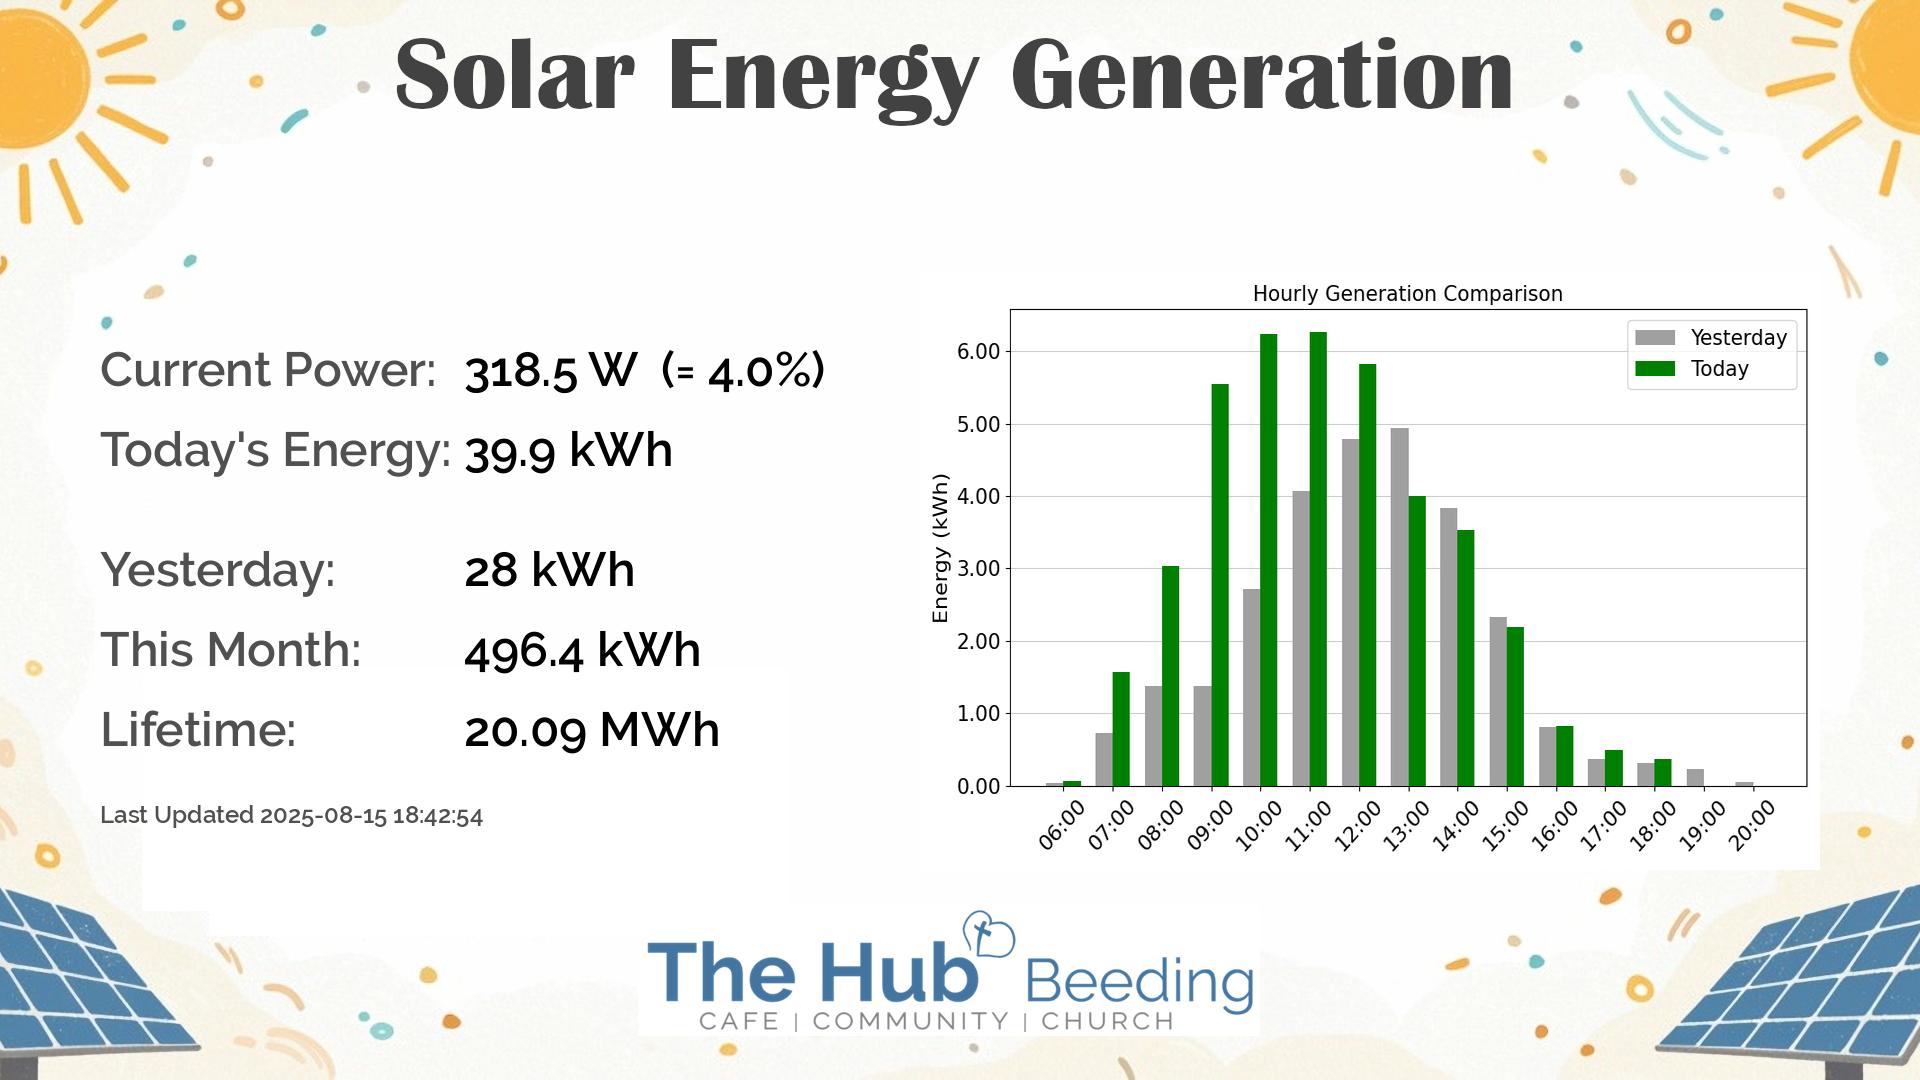 Solar Energy Generation
Current Power: 318.5 W (= 4.0%)
Today's Energy: 39.9 kWh
Yesterday: 28 kWh
This Month: 496.4 kWh
Lifetime: 20.09 MWh
Last Updated 2025-08-15 18:42:54
Hourly Generation Comparison
Yesterday
Today
Energy (kWh)
6.00
5.00
4.00
3.00
2.00
1.00
0.00
06:00 07:00 08:00 09:00 10:00 11:00 12:00 13:00 14:00 15:00 16:00 17:00 18:00 19:00 20:00
The Hub Beeding
CAFE | COMMUNITY | CHURCH